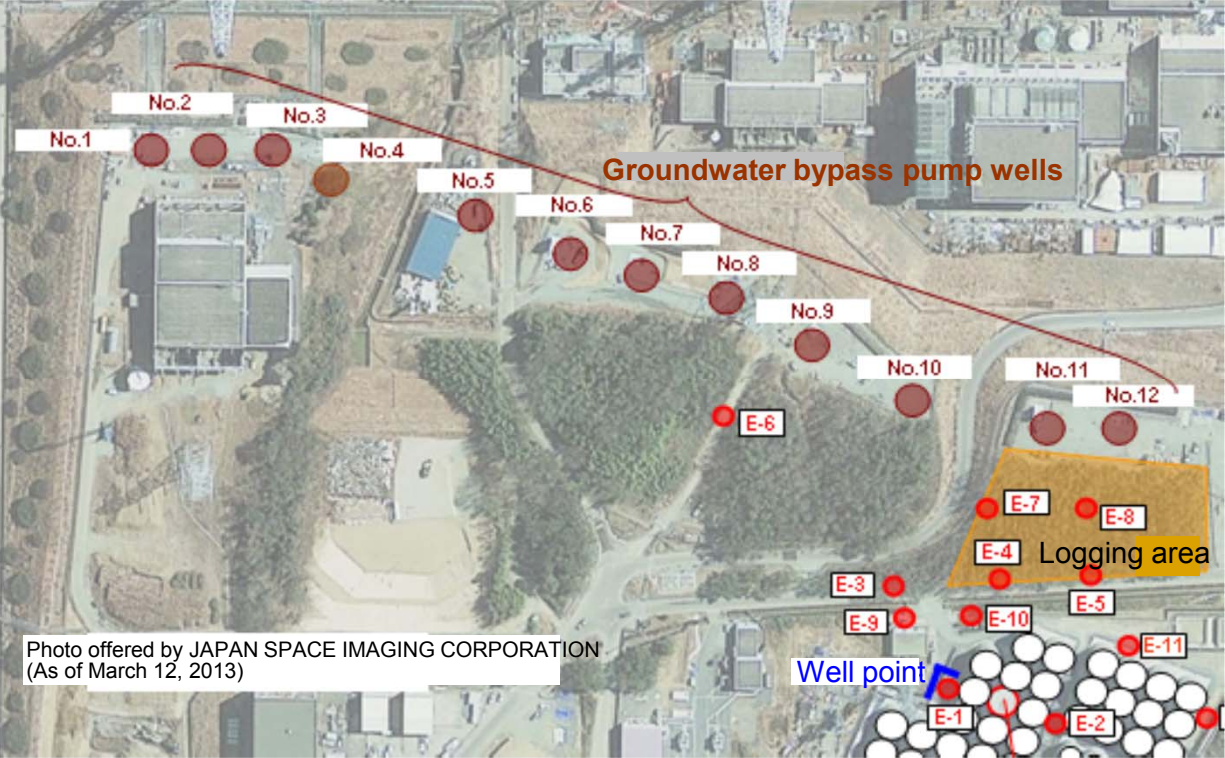 No.2
No.3
No.1
No.4
Groundwater bypass pump wells
No.5
No.6
No.7
No.8
No.9
No.10
No.11
No.12
E-6
E-7
E-8
E-4
Logging area
E-3
E-5
E-9
E-10
E-11
Photo offered by JAPAN SPACE IMAGING CORPORATION
(As of March 12, 2013)
Well point
E-1
E-2